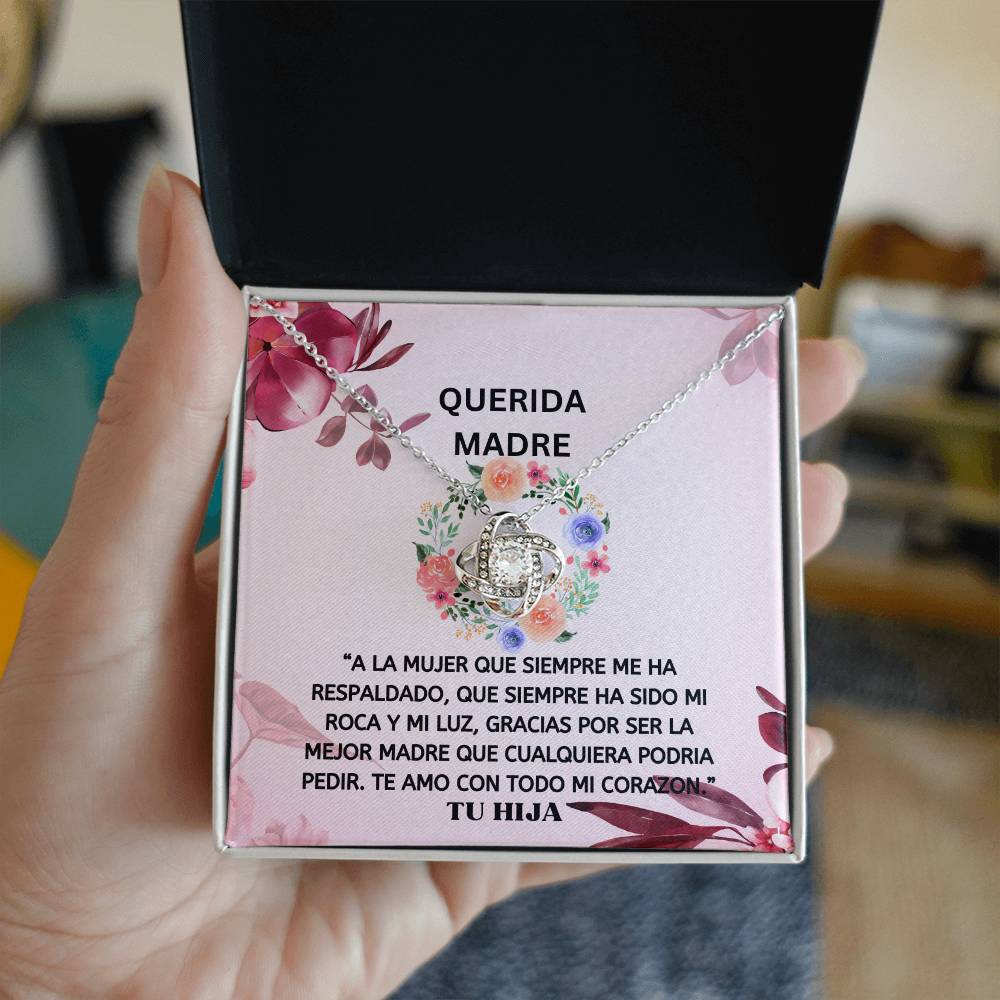 QUERIDA
MADRE
“A LA MUJER QUE SIEMPRE ME HA
RESPALDADO, QUE SIEMPRE HA SIDO MI
ROCA Y MI LUZ, GRACIAS POR SER LA
MEJOR MADRE QUE CUALQUIERA PODRIA
PEDIR. TE AMO CON TODO MI CORAZON.”
TU HIJA